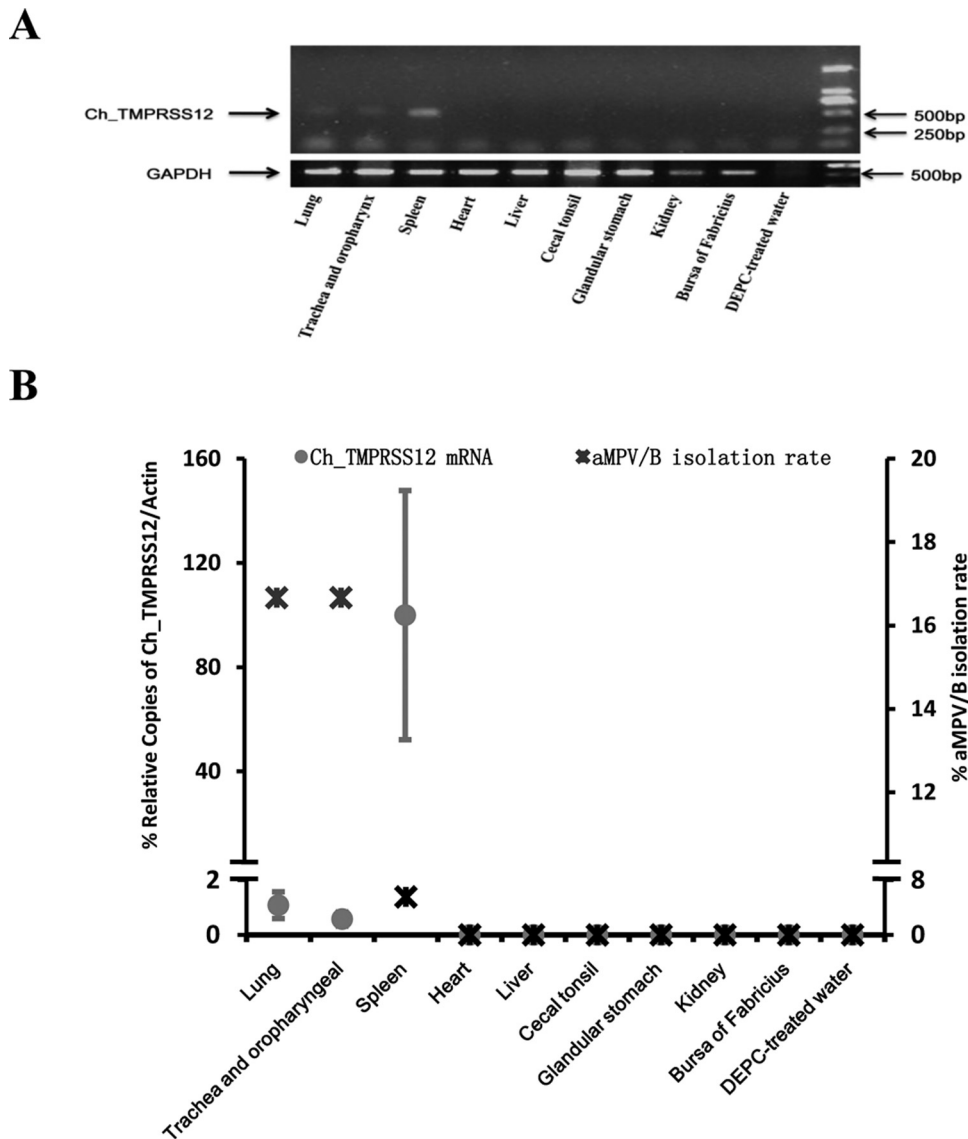 A
Ch_TMPRSS12
500bp
250bp
GAPDH
500bp
Lung
Trachea and oropharynx
Spleen
Heart
Liver
Cecal tonsil
Glandular stomach
Kidney
Bursa of Fabricius
DEPC-treated water
B
Ch_TMPRSS12 mRNA
aMPV/B isolation rate
% Relative Copies of Ch_TMPRSS12/Actin
160
120
80
40
2
0
20
18
16
14
12
8
0
% aMPV/B isolation rate
Lung
Trachea and oropharyngeal
Spleen
Heart
Liver
Cecal tonsil
Glandular stomach
Kidney
Bursa of Fabricius
DEPC-treated water